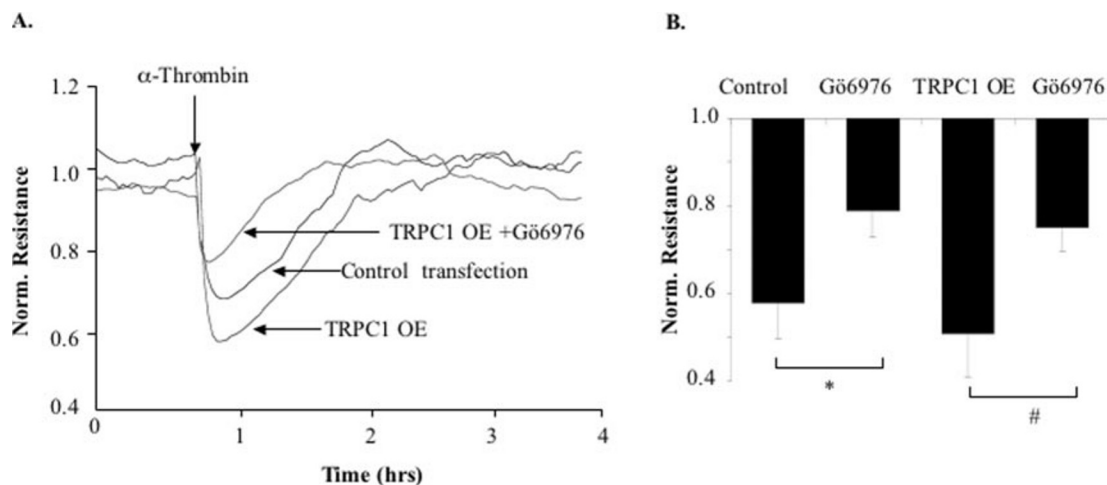 A.
α-Thrombin
1.2
1.0
0.8
0.6
0.4
Norm. Resistance
TRPC1 OE +Gö6976
Control transfection
TRPC1 OE
0 1 2 3 4
Time (hrs)
B.
Control Gö6976 TRPC1 OE Gö6976
1.0
0.8
0.6
0.4
Norm. Resistance
*
#